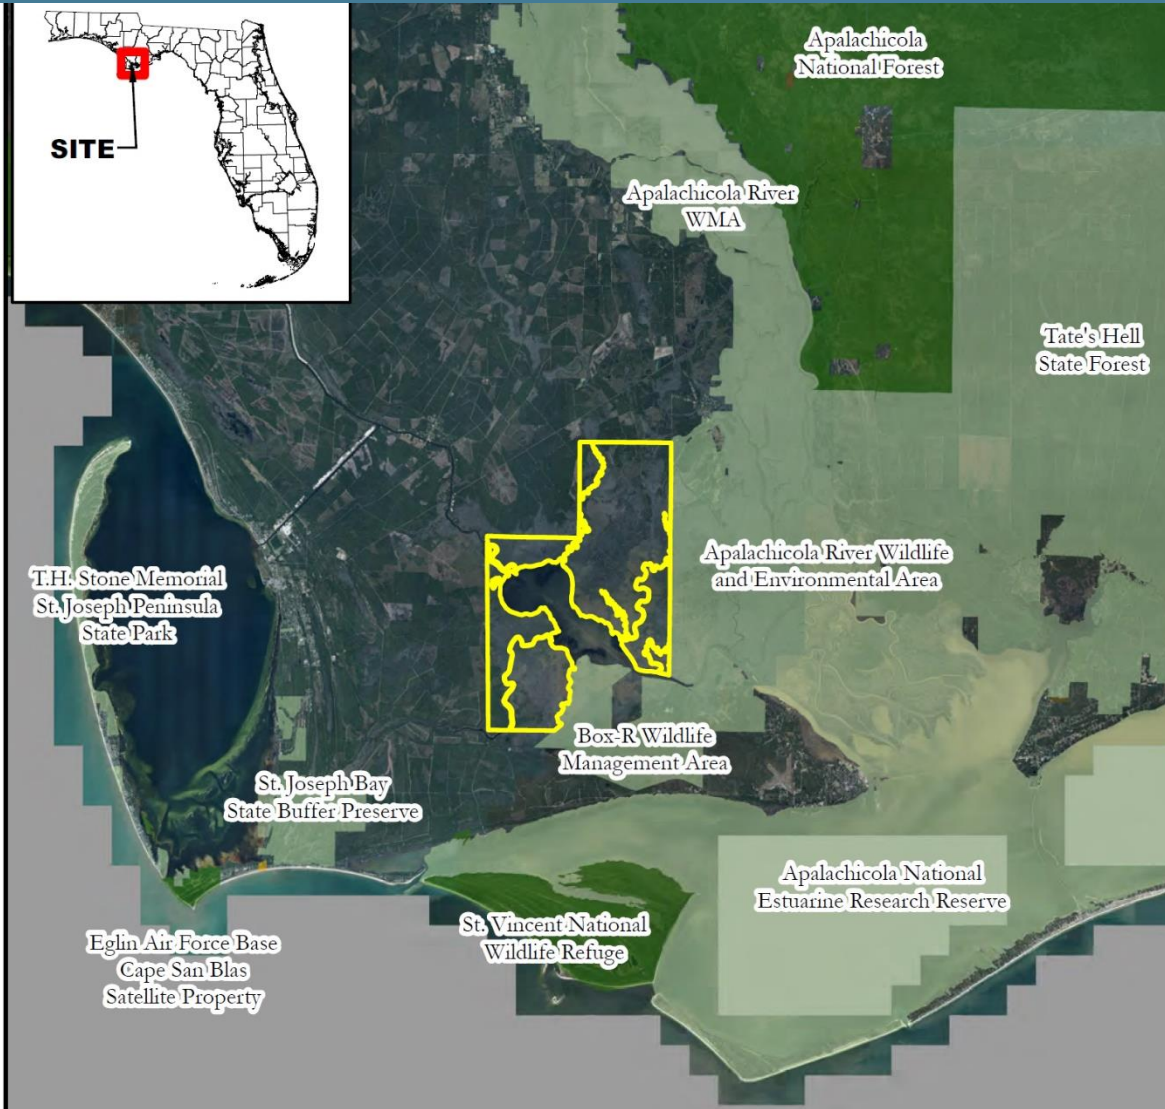 SITE
Apalachicola
National Forest
Apalachicola River
WMA
Tate's Hell
State Forest
Apalachicola River Wildlife
and Environmental Area
T.H. Stone Memorial
St. Joseph Peninsula
State Park
Box-R Wildlife
Management Area
St. Joseph Bay
State Buffer Preserve
Apalachicola National
Estuarine Research Reserve
St. Vincent National
Wildlife Refuge
Eglin Air Force Base
Cape San Blas
Satellite Property